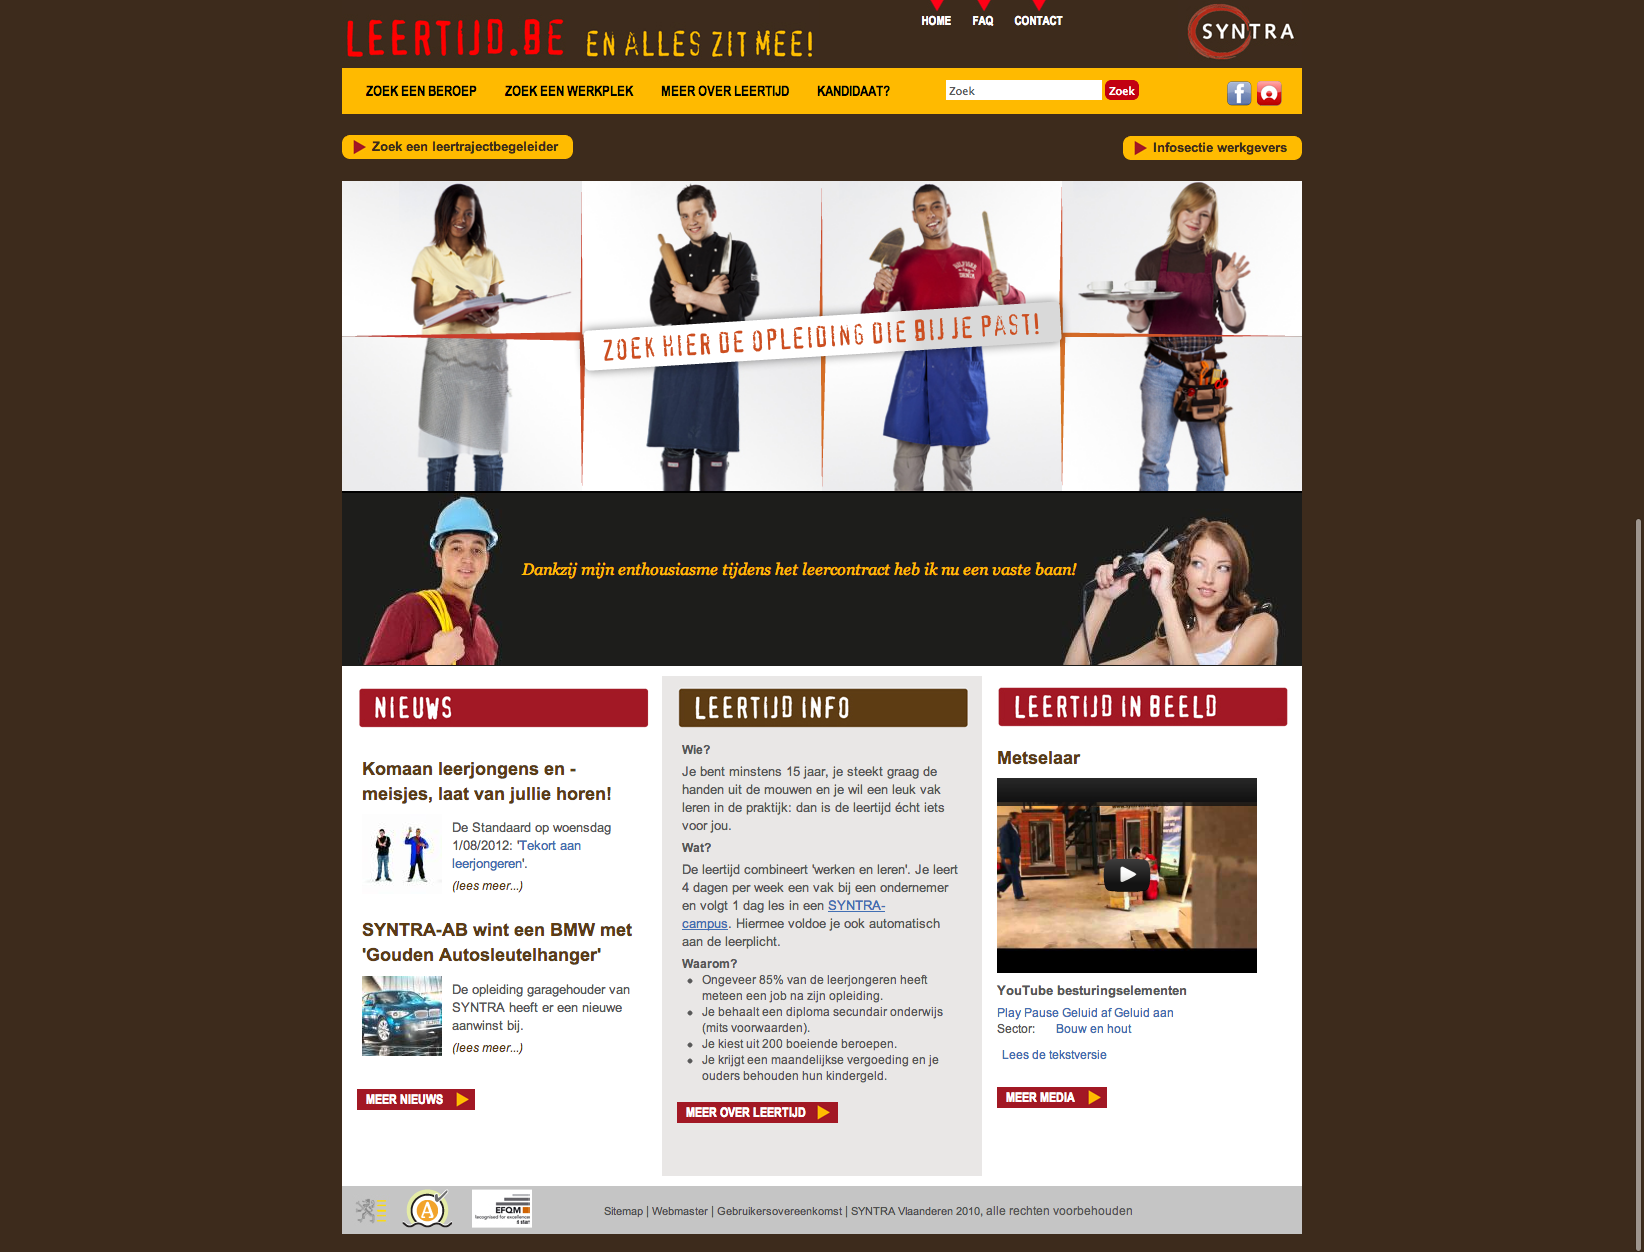 LEERTIJD.BE EN ALLES ZIT MEE!
HOME FAQ CONTACT
SYNTRA
ZOEK EEN BEROEP ZOEK EEN WERKPLEK MEER OVER LEERTIJD KANDIDAAT? Zoek Zoek
Zoek een leertrajectbegeleider
Infosectie werkgevers
ZOEK HIER DE OPLEIDING DIE BIJ JE PAST!
Dankzij mijn enthousiasme tijdens het leercontract heb ik nu een vaste baan!
NIEUWS
Komaan leerjongens en -
meisjes, laat van jullie horen!
De Standaard op woensdag
1/08/2012: 'Tekort aan
leerjongeren'.
(lees meer...)
SYNTRA-AB wint een BMW met
'Gouden Autosleutelhanger'
De opleiding garagehouder van
SYNTRA heeft er een nieuwe
aanwinst bij.
(lees meer...)
MEER NIEUWS
LEERTIJD INFO
Wie?
Je bent minstens 15 jaar, je steekt graag de
handen uit de mouwen en je wil een leuk vak
leren in de praktijk: dan is de leertijd écht iets
voor jou.
Wat?
De leertijd combineert 'werken en leren'. Je leert
4 dagen per week een vak bij een ondernemer
en volgt 1 dag les in een SYNTRA-
campus. Hiermee voldoe je ook automatisch
aan de leerplicht.
Waarom?
Ongeveer 85% van de leerjongeren heeft
meteen een job na zijn opleiding.
Je behaalt een diploma secundair onderwijs
(mits voorwaarden).
Je kiest uit 200 boeiende beroepen.
Je krijgt een maandelijkse vergoeding en je
ouders behouden hun kindergeld.
MEER OVER LEERTIJD
LEERTIJD IN BEELD
Metselaar
YouTube besturingselementen
Play Pause Geluid af Geluid aan
Sector: Bouw en hout
Lees de tekstversie
MEER MEDIA
A
EFQM
recognised for excellence
Sitemap | Webmaster | Gebruikersovereenkomst | SYNTRA Vlaanderen 2010, alle rechten voorbehouden